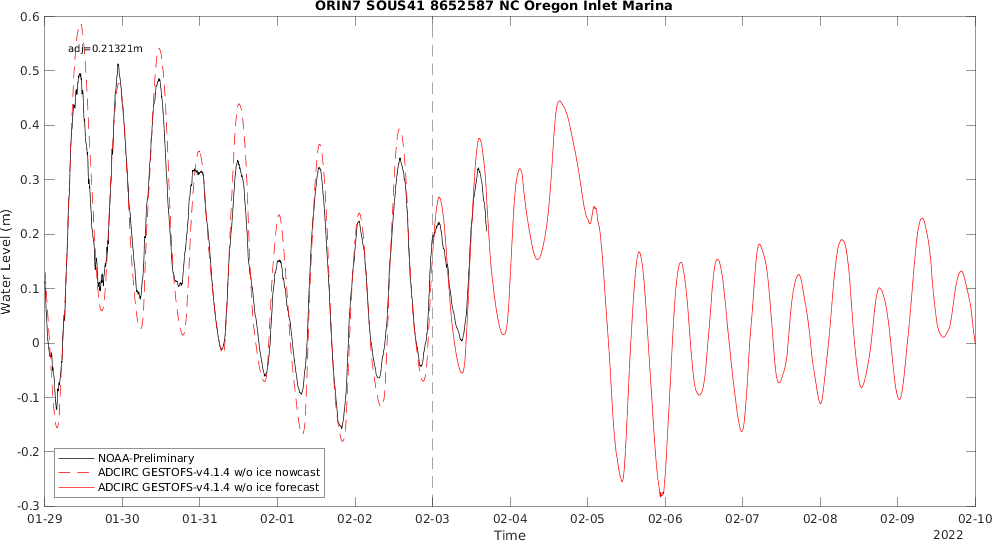 ORIN7 SOUS41 8652587 NC Oregon Inlet Marina
adj=0.21321m
Water Level (m)
0.6
0.5
0.4
0.3
0.2
0.1
0
-0.1
-0.2
-0.3
NOAA-Preliminary
ADCIRC GESTOFS-v4.1.4 w/o ice nowcast
ADCIRC GESTOFS-v4.1.4 w/o ice forecast
01-29 01-30 01-31 02-01 02-02 02-03 02-04 02-05 02-06 02-07 02-08 02-09 02-10
Time
2022